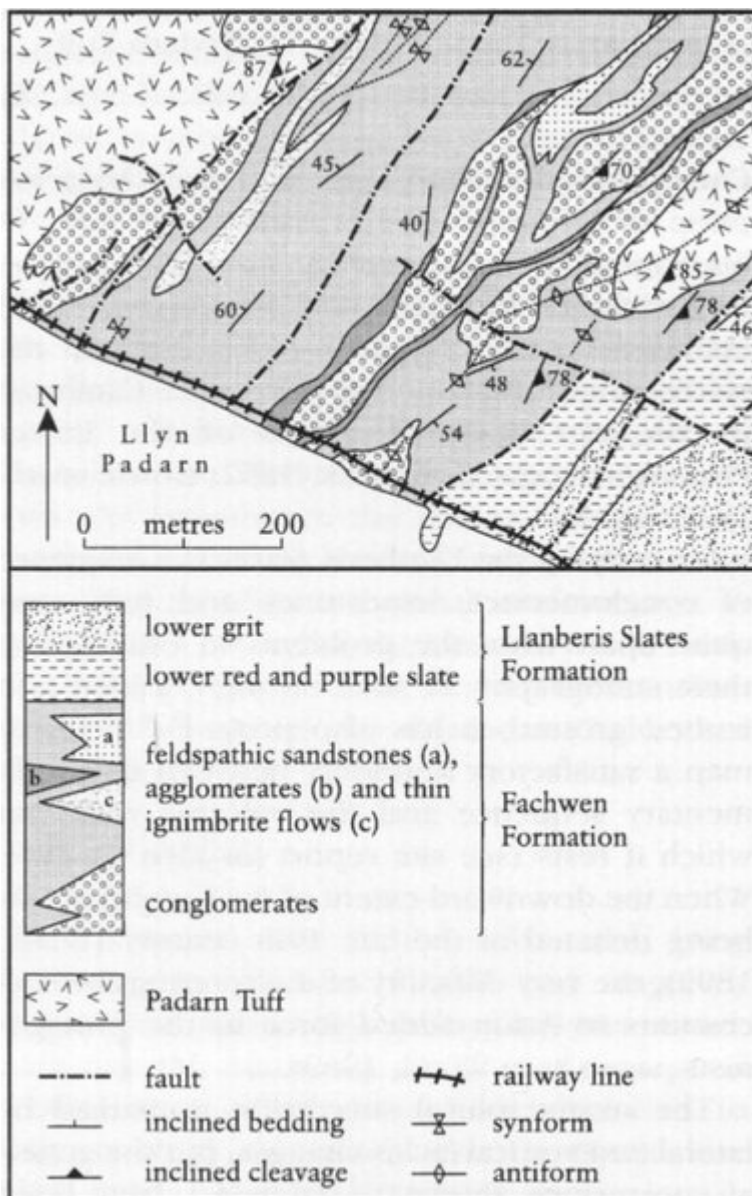 87
62
45
70
40
85
78
60
46
48
78
54
N
Llyn
Padarn
0 metres 200
lower grit
Llanberis Slates
Formation
lower red and purple slate
a
feldspathic sandstones (a),
agglomerates (b) and thin
ignimbrite flows (c)
b
c
Fachwen
Formation
conglomerates
Padarn Tuff
fault
railway line
inclined bedding
synform
inclined cleavage
antiform